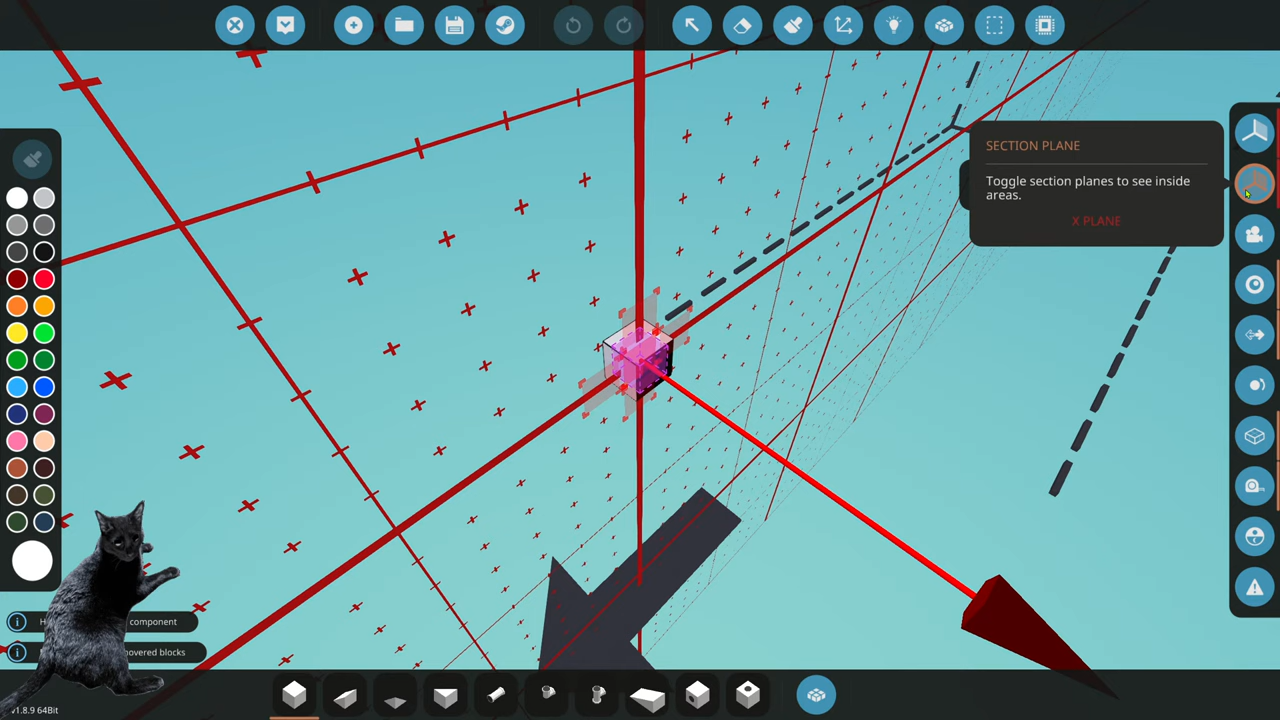 SECTION PLANE
Toggle section planes to see inside
areas.
X PLANE
component
overed blocks
v1.8.9 64Bit